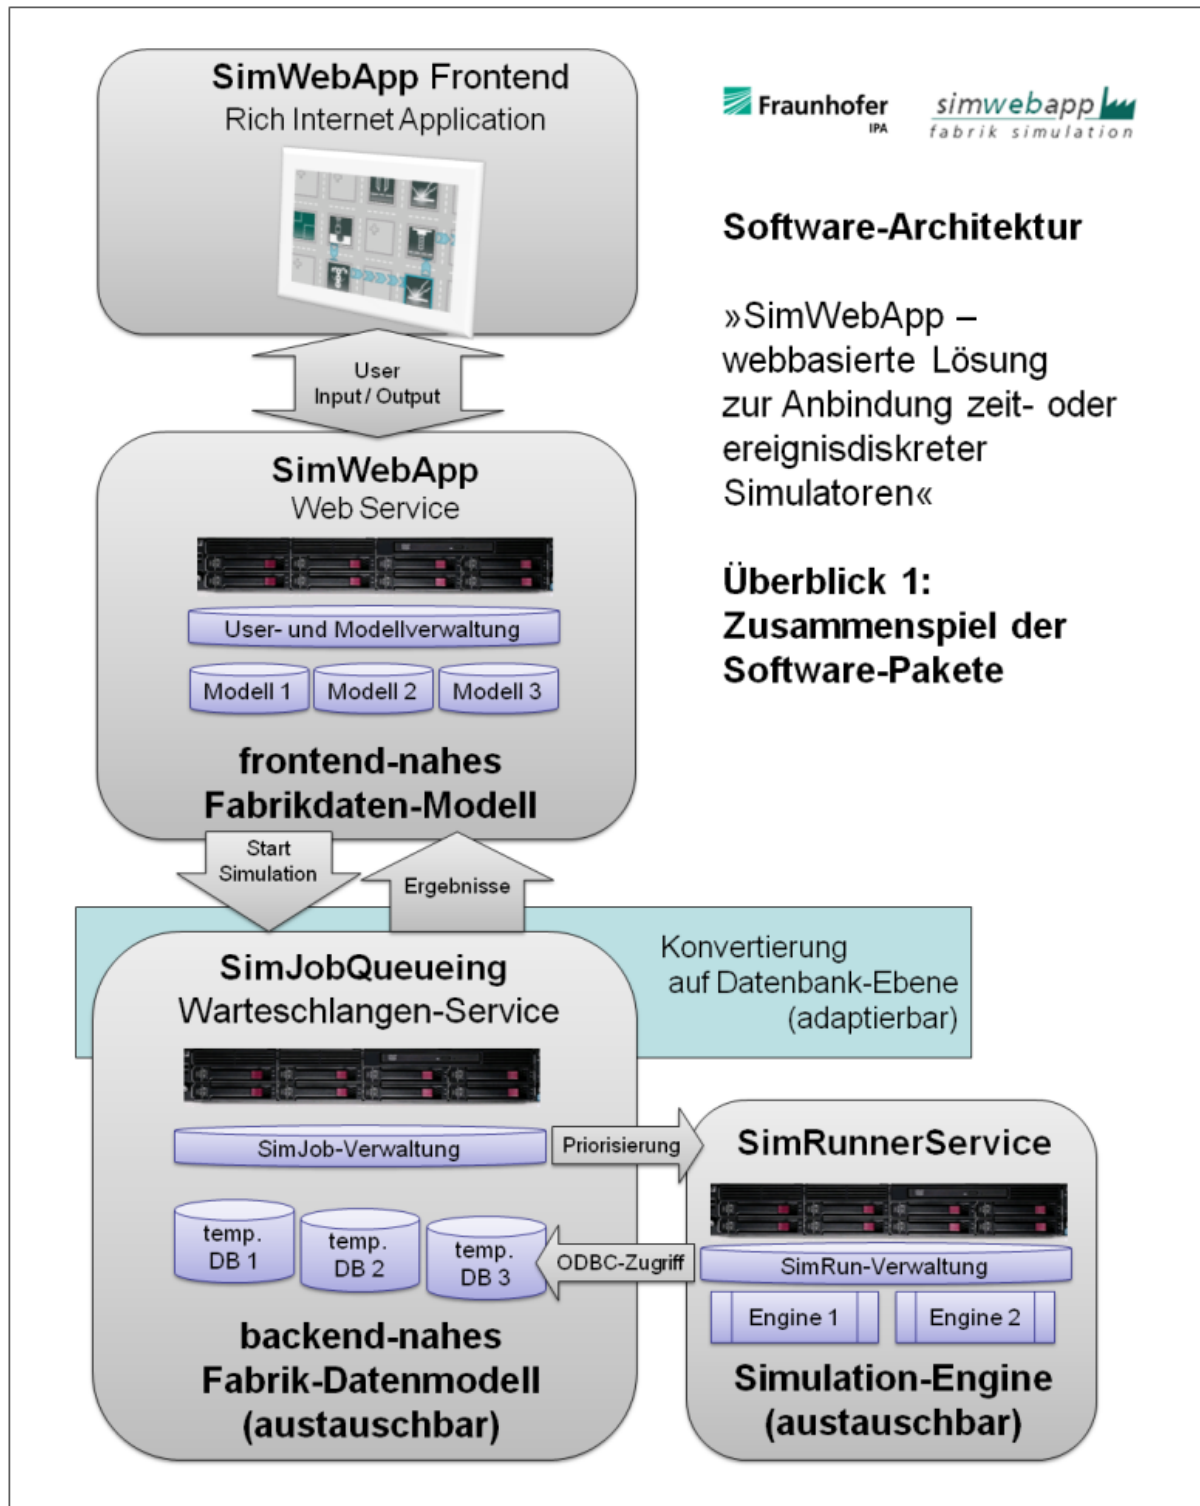 SimWebApp Frontend
Rich Internet Application
Fraunhofer
IPA
simwebapp
fabrik simulation
Software-Architektur
»SimWebApp –
webbasierte Lösung
zur Anbindung zeit- oder
ereignisdiskreter
Simulatoren«
Überblick 1:
Zusammenspiel der
Software-Pakete
User
Input / Output
SimWebApp
Web Service
User- und Modellverwaltung
Modell 1
Modell 2
Modell 3
frontend-nahes
Fabrikdaten-Modell
Start
Simulation
Ergebnisse
Konvertierung
auf Datenbank-Ebene
(adaptierbar)
SimJobQueueing
Warteschlangen-Service
SimJob-Verwaltung
Priorisierung
temp.
DB 1
temp.
DB 2
temp.
DB 3
ODBC-Zugriff
backend-nahes
Fabrik-Datenmodell
(austauschbar)
SimRunnerService
SimRun-Verwaltung
Engine 1
Engine 2
Simulation-Engine
(austauschbar)